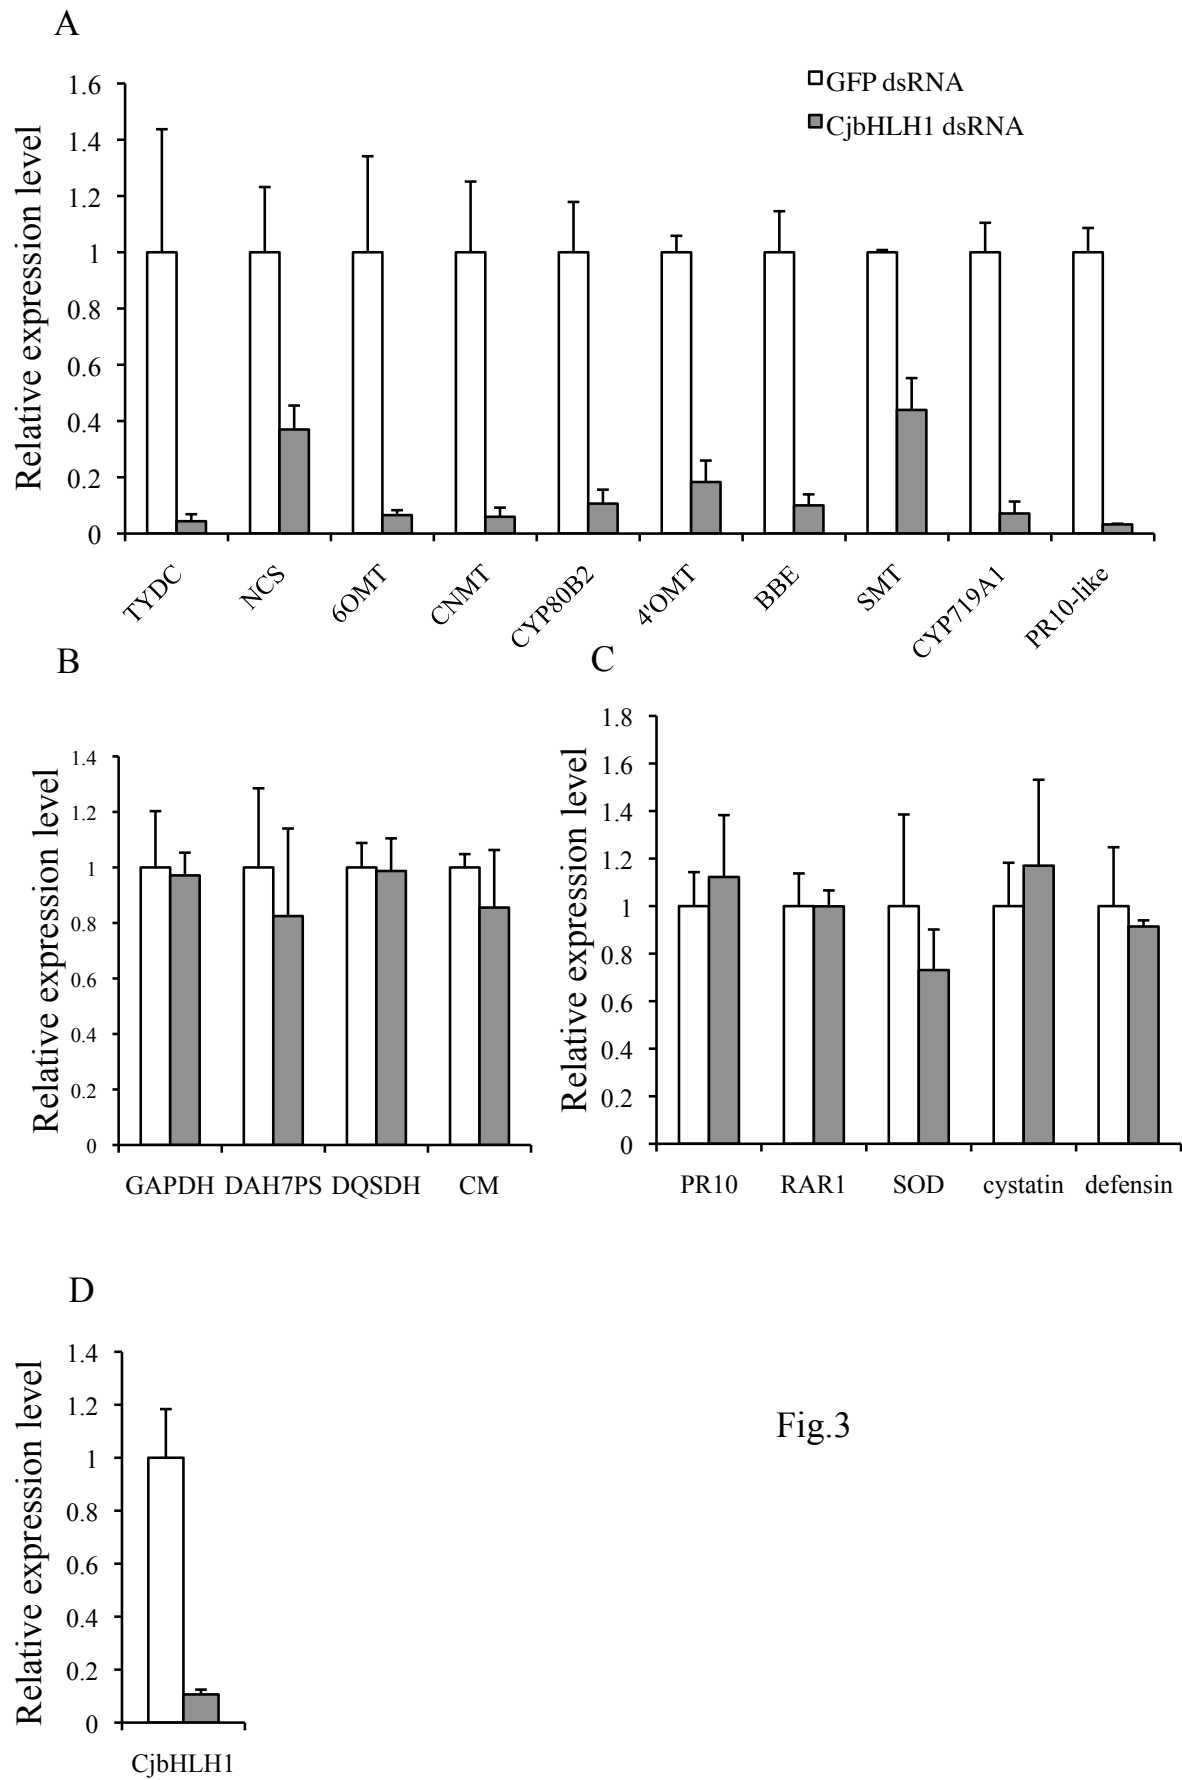 A
GFP dsRNA
CjbHLH1 dsRNA
Relative expression level
1.6
1.4
1.2
1
0.8
0.6
0.4
0.2
0
TYDC
NCS
6OMT
CNMT
CYP80B2
4'OMT
BBE
SMT
CYP719A1
PR10-like
B
Relative expression level
1.4
1.2
1
0.8
0.6
0.4
0.2
0
GAPDH DAH7PS DQSDH CM
C
Relative expression level
1.8
1.6
1.4
1.2
1
0.8
0.6
0.4
0.2
0
PR10 RAR1 SOD cystatin defensin
D
Relative expression level
1.4
1.2
1
0.8
0.6
0.4
0.2
0
CjbHLH1
Fig.3